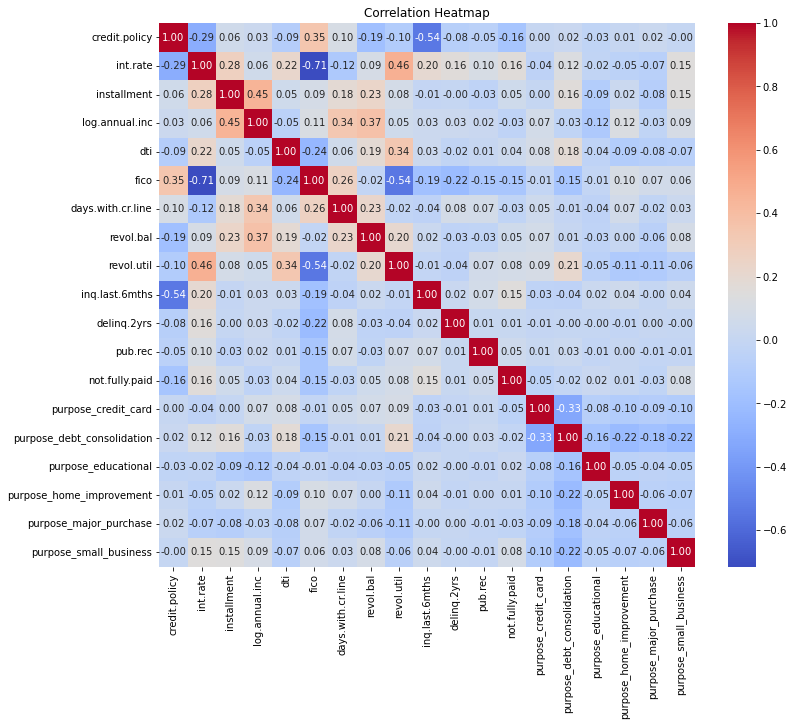 Correlation Heatmap
credit.policy 1.00 -0.29 0.06 0.03 -0.09 0.35 0.10 -0.19 -0.10 -0.54 -0.08 -0.05 -0.16 0.00 0.02 -0.03 0.01 0.02 -0.00
int.rate -0.29 1.00 0.28 0.06 0.22 -0.71 -0.12 0.09 0.46 0.20 0.16 0.10 0.16 -0.04 0.12 -0.02 -0.05 -0.07 0.15
installment 0.06 0.28 1.00 0.45 0.05 0.09 0.18 0.23 0.08 -0.01 -0.00 -0.03 0.05 0.00 0.16 -0.09 0.02 -0.08 0.15
log.annual.inc 0.03 0.06 0.45 1.00 -0.05 0.11 0.34 0.37 0.05 0.03 0.03 0.02 -0.03 0.07 -0.03 -0.12 0.12 -0.03 0.09
dti -0.09 0.22 0.05 -0.05 1.00 -0.24 0.06 0.19 0.34 0.03 -0.02 0.01 0.04 0.08 0.18 -0.04 -0.09 -0.08 -0.07
fico 0.35 -0.71 0.09 0.11 -0.24 1.00 0.26 -0.02 -0.54 -0.19 -0.22 -0.15 -0.15 -0.01 -0.15 -0.01 0.10 0.07 0.06
days.with.cr.line 0.10 -0.12 0.18 0.34 0.06 0.26 1.00 0.23 -0.02 -0.04 0.08 0.07 -0.03 0.05 -0.01 -0.04 0.07 -0.02 0.03
revol.bal -0.19 0.09 0.23 0.37 0.19 -0.02 0.23 1.00 0.20 0.02 -0.03 -0.03 0.05 0.07 0.01 -0.03 0.00 -0.06 0.08
revol.util -0.10 0.46 0.08 0.05 0.34 -0.54 -0.02 0.20 1.00 -0.01 -0.04 0.07 0.08 0.09 0.21 -0.05 -0.11 -0.11 -0.06
inq.last.6mths -0.54 0.20 -0.01 0.03 0.03 -0.19 -0.04 0.02 -0.01 1.00 0.02 0.07 0.15 -0.03 -0.04 0.02 0.04 -0.00 0.04
delinq.2yrs -0.08 0.16 -0.00 0.03 -0.02 -0.22 0.08 -0.03 -0.04 0.02 1.00 0.01 0.01 -0.01 -0.00 -0.00 -0.01 0.00 -0.00
pub.rec -0.05 0.10 -0.03 0.02 0.01 -0.15 0.07 -0.03 0.07 0.07 0.01 1.00 0.05 0.01 0.03 -0.01 0.00 -0.01 -0.01
not.fully.paid -0.16 0.16 0.05 -0.03 0.04 -0.15 -0.03 0.05 0.08 0.15 0.01 0.05 1.00 -0.05 -0.02 0.02 0.01 -0.03 0.08
purpose_credit_card 0.00 -0.04 0.00 0.07 0.08 -0.01 0.05 0.07 0.09 -0.03 -0.01 0.01 -0.05 1.00 -0.33 -0.08 -0.10 -0.09 -0.10
purpose_debt_consolidation 0.02 0.12 0.16 -0.03 0.18 -0.15 -0.01 0.01 0.21 -0.04 -0.00 0.03 -0.02 -0.33 1.00 -0.16 -0.22 -0.18 -0.22
purpose_educational -0.03 -0.02 -0.09 -0.12 -0.04 -0.01 -0.04 -0.03 -0.05 0.02 -0.00 -0.01 0.02 -0.08 -0.16 1.00 -0.05 -0.04 -0.05
purpose_home_improvement 0.01 -0.05 0.02 0.12 -0.09 0.10 0.07 0.00 -0.11 0.04 -0.01 0.00 0.01 -0.10 -0.22 -0.05 1.00 -0.06 -0.07
purpose_major_purchase 0.02 -0.07 -0.08 -0.03 -0.08 0.07 -0.02 -0.06 -0.11 -0.00 0.00 -0.01 -0.03 -0.09 -0.18 -0.04 -0.06 1.00 -0.06
purpose_small_business -0.00 0.15 0.15 0.09 -0.07 0.06 0.03 0.08 -0.06 0.04 -0.00 -0.01 0.08 -0.10 -0.22 -0.05 -0.07 -0.06 1.00
credit.policy
int.rate
installment
log.annual.inc
dti
fico
days.with.cr.line
revol.bal
revol.util
inq.last.6mths
delinq.2yrs
pub.rec
not.fully.paid
purpose_credit_card
purpose_debt_consolidation
purpose_educational
purpose_home_improvement
purpose_major_purchase
purpose_small_business
1.0
0.8
0.6
0.4
0.2
0.0
−0.2
−0.4
−0.6